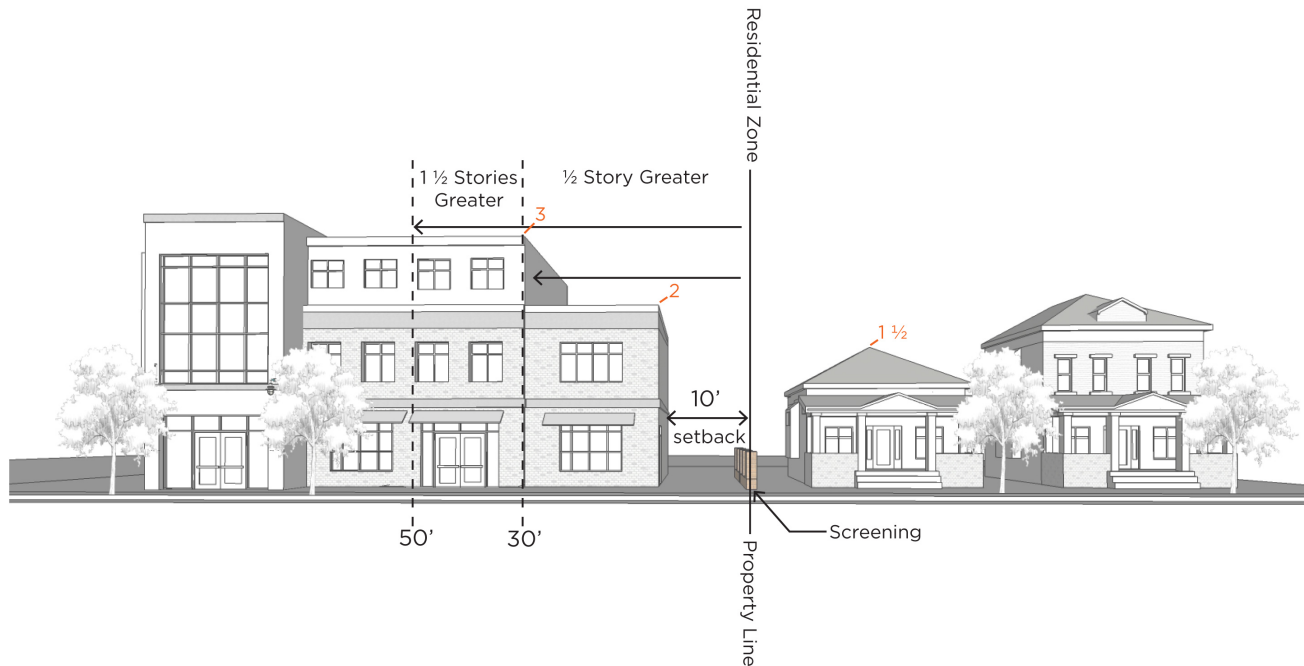 Residential Zone
1 ½ Stories
Greater
½ Story Greater
3
2
1 ½
10’
setback
50’
30’
Screening
Property Line